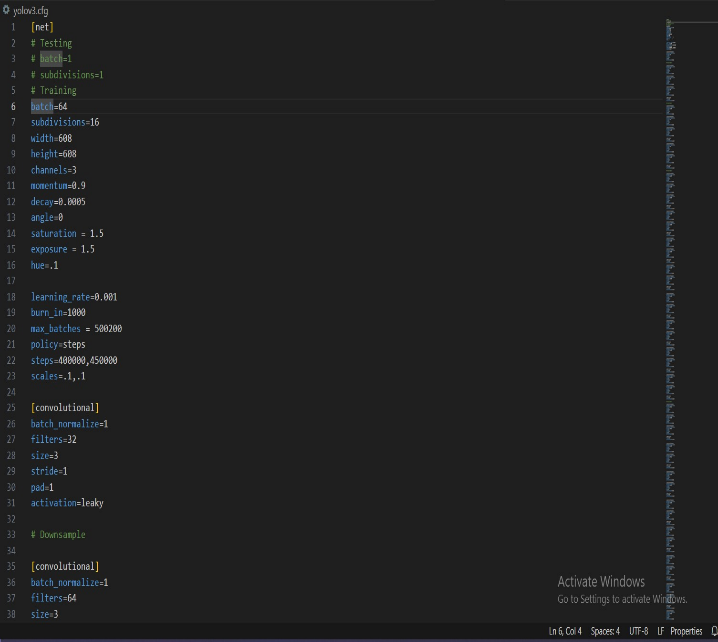 yolov3.cfg
1 [net]
2 # Testing
3 # batch=1
4 # subdivisions=1
5 # Training
6 batch=64
7 subdivisions=16
8 width=608
9 height=608
10 channels=3
11 momentum=0.9
12 decay=0.0005
13 angle=0
14 saturation = 1.5
15 exposure = 1.5
16 hue=.1
17
18 learning_rate=0.001
19 burn_in=1000
20 max_batches = 500200
21 policy=steps
22 steps=400000,450000
23 scales=.1,.1
24
25 [convolutional]
26 batch_normalize=1
27 filters=32
28 size=3
29 stride=1
30 pad=1
31 activation=leaky
32
33 # Downsample
34
35 [convolutional]
36 batch_normalize=1
37 filters=64
38 size=3
Activate Windows
Go to Settings to activate Windows.
Ln 6, Col 4 Spaces: 4 UTF-8 LF Properties